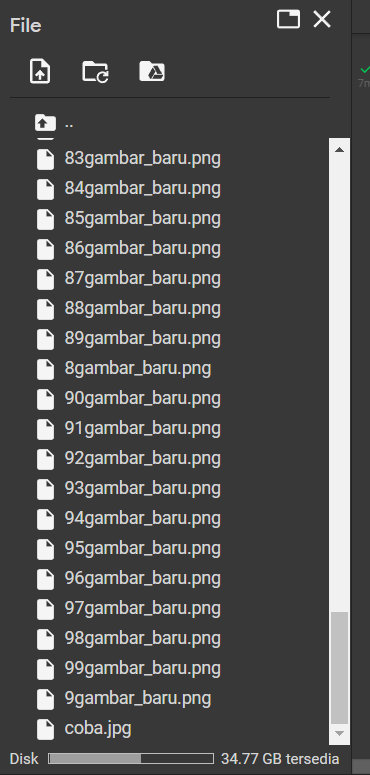 File
..
83gambar_baru.png
84gambar_baru.png
85gambar_baru.png
86gambar_baru.png
87gambar_baru.png
88gambar_baru.png
89gambar_baru.png
8gambar_baru.png
90gambar_baru.png
91gambar_baru.png
92gambar_baru.png
93gambar_baru.png
94gambar_baru.png
95gambar_baru.png
96gambar_baru.png
97gambar_baru.png
98gambar_baru.png
99gambar_baru.png
9gambar_baru.png
coba.jpg
Disk 34.77 GB tersedia